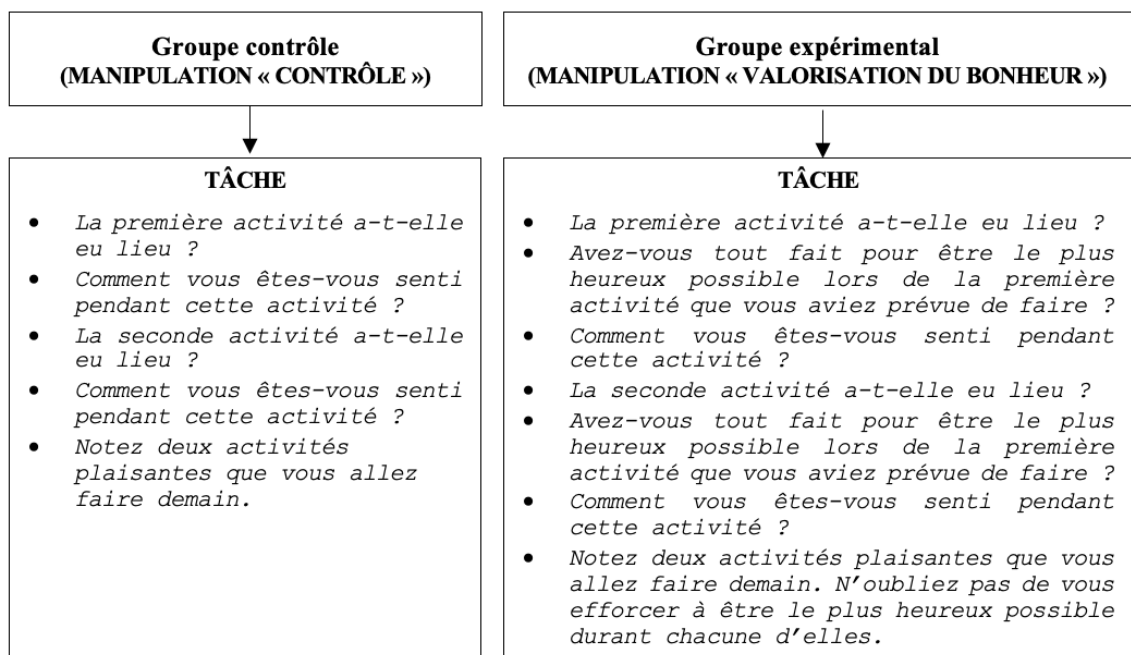 Groupe contrôle
(MANIPULATION « CONTRÔLE »)
TÂCHE
• La première activité a-t-elle
eu lieu ?
• Comment vous êtes-vous senti
pendant cette activité ?
• La seconde activité a-t-elle
eu lieu ?
• Comment vous êtes-vous senti
pendant cette activité ?
• Notez deux activités
plaisantes que vous allez
faire demain.
Groupe expérimental
(MANIPULATION « VALORISATION DU BONHEUR »)
TÂCHE
• La première activité a-t-elle eu lieu ?
• Avez-vous tout fait pour être le plus
heureux possible lors de la première
activité que vous aviez prévue de faire ?
• Comment vous êtes-vous senti pendant
cette activité ?
• La seconde activité a-t-elle eu lieu ?
• Avez-vous tout fait pour être le plus
heureux possible lors de la première
activité que vous aviez prévue de faire ?
• Comment vous êtes-vous senti pendant
cette activité ?
• Notez deux activités plaisantes que vous
allez faire demain. N’oubliez pas de vous
efforcer à être le plus heureux possible
durant chacune d’elles.